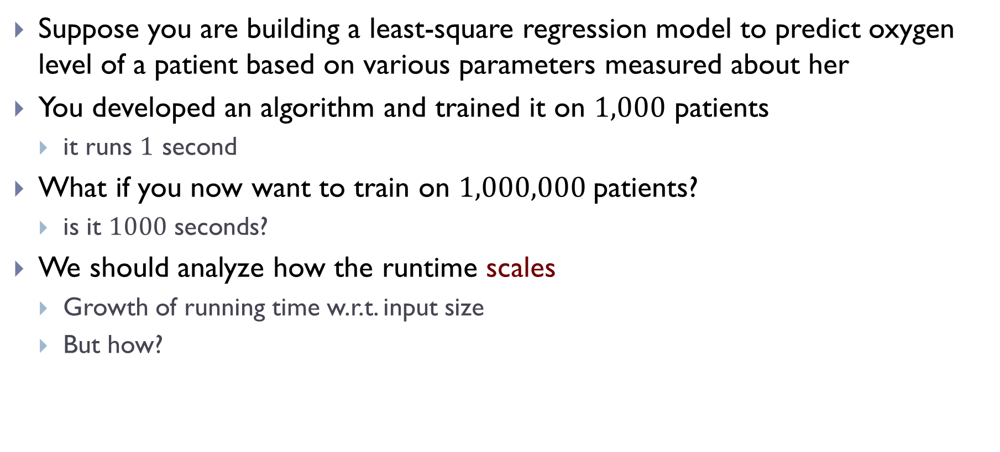 Suppose you are building a least-square regression model to predict oxygen
level of a patient based on various parameters measured about her
You developed an algorithm and trained it on 1,000 patients
it runs 1 second
What if you now want to train on 1,000,000 patients?
is it 1000 seconds?
We should analyze how the runtime scales
Growth of running time w.r.t. input size
But how?